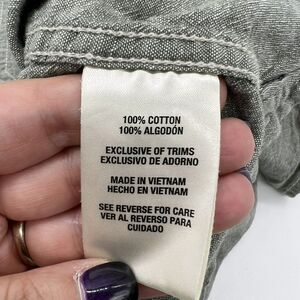 100% COTTON
100% ALGODÓN
EXCLUSIVE OF TRIMS
EXCLUSIVO DE ADORNO
MADE IN VIETNAM
HECHO EN VIETNAM
SEE REVERSE FOR CARE
VER AL REVERSO PARA
CUIDADO